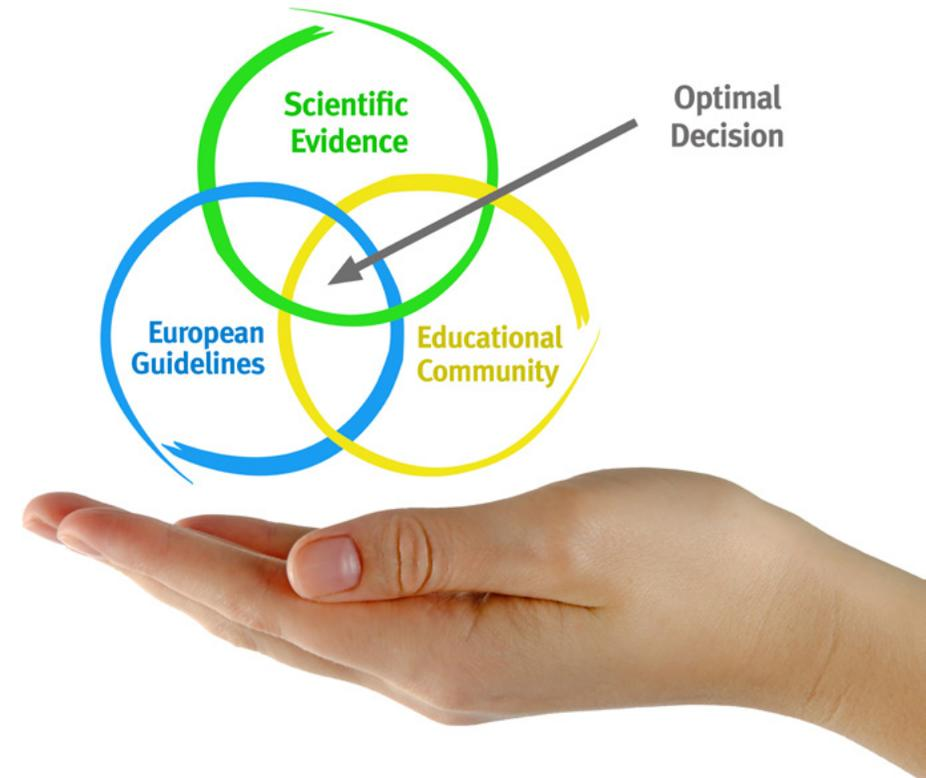 Scientific
Evidence
Optimal
Decision
European
Guidelines
Educational
Community